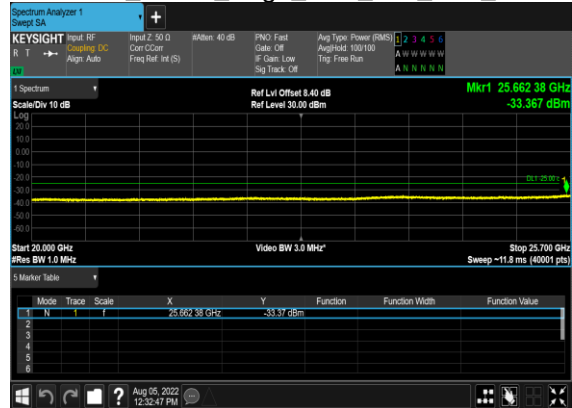 Spectrum Analyzer 1
Swept SA
+
KEYSIGHT
R T
Input: RF
Coupling: DC
Align: Auto
Input Z: 50 Ω
Corr CCorr
Freq Ref: Int (S)
#Atten: 40 dB
PNO: Fast
Gate: Off
IF Gain: Low
Sig Track: Off
Avg Type: Power (RMS)
Avg|Hold: 100/100
Trig: Free Run
1 2 3 4 5 6
A W W W W W
A N N N N N
1 Spectrum
Scale/Div 10 dB
Ref Lvl Offset 8.40 dB
Ref Level 30.00 dBm
Mkr1 25.662 38 GHz
-33.367 dBm
Log
20.0
10.0
0.00
-10.0
-20.0
-30.0
-40.0
-50.0
-60.0
Start 20.000 GHz
#Res BW 1.0 MHz
Video BW 3.0 MHz*
Stop 25.700 GHz
Sweep ~11.8 ms (40001 pts)
5 Marker Table
Mode Trace Scale X Y Function Function Width Function Value
1 N 1 f 25.662 38 GHz -33.37 dBm
2
3
4
5
6
? Aug 05, 2022
12:32:47 PM